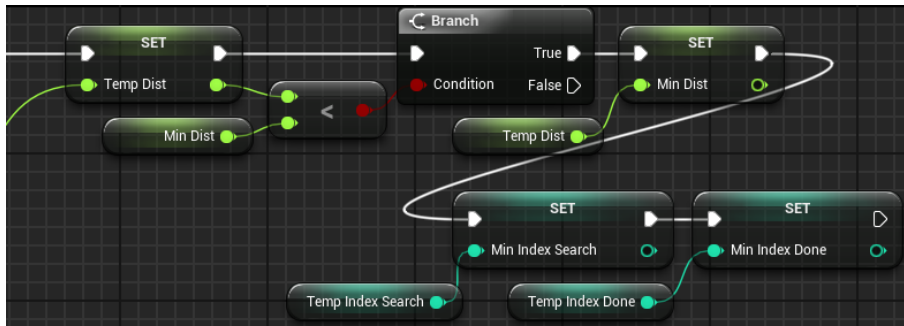 SET
Branch
SET
True
Temp Dist
Condition
False
Min Dist
<
Min Dist
Temp Dist
SET
SET
Min Index Search
Min Index Done
Temp Index Search
Temp Index Done